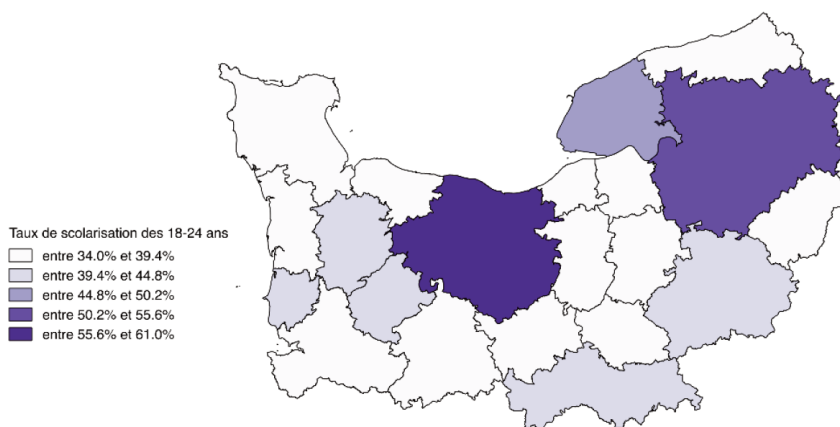 Taux de scolarisation des 18-24 ans
entre 34.0% et 39.4%
entre 39.4% et 44.8%
entre 44.8% et 50.2%
entre 50.2% et 55.6%
entre 55.6% et 61.0%